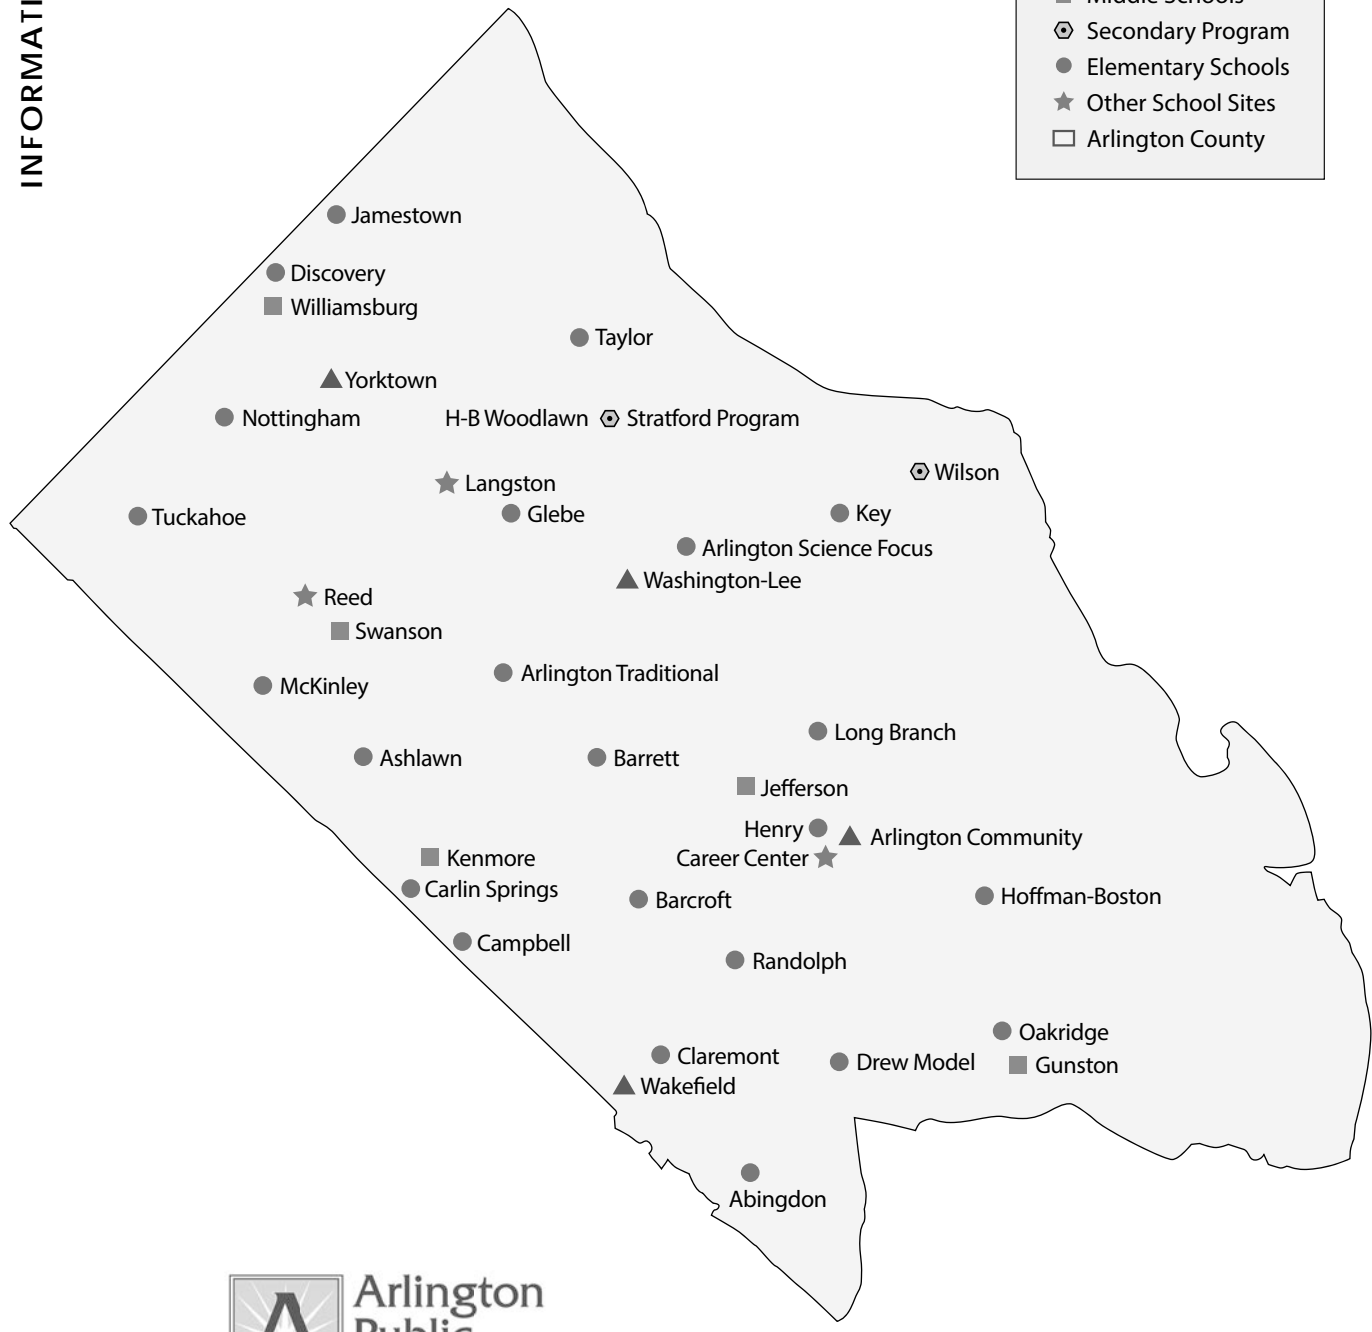 INFORMATI
Middle Schools
Secondary Program
Elementary Schools
Other School Sites
Arlington County
Jamestown
Discovery
Williamsburg
Taylor
Yorktown
Nottingham
H-B Woodlawn
Stratford Program
Wilson
Langston
Glebe
Key
Tuckahoe
Arlington Science Focus
Washington-Lee
Reed
Swanson
Arlington Traditional
McKinley
Long Branch
Ashlawn
Barrett
Jefferson
Henry
Arlington Community
Career Center
Kenmore
Carlin Springs
Barcroft
Hoffman-Boston
Campbell
Randolph
Oakridge
Claremont
Drew Model
Gunston
Wakefield
Abingdon
Arlington
Public